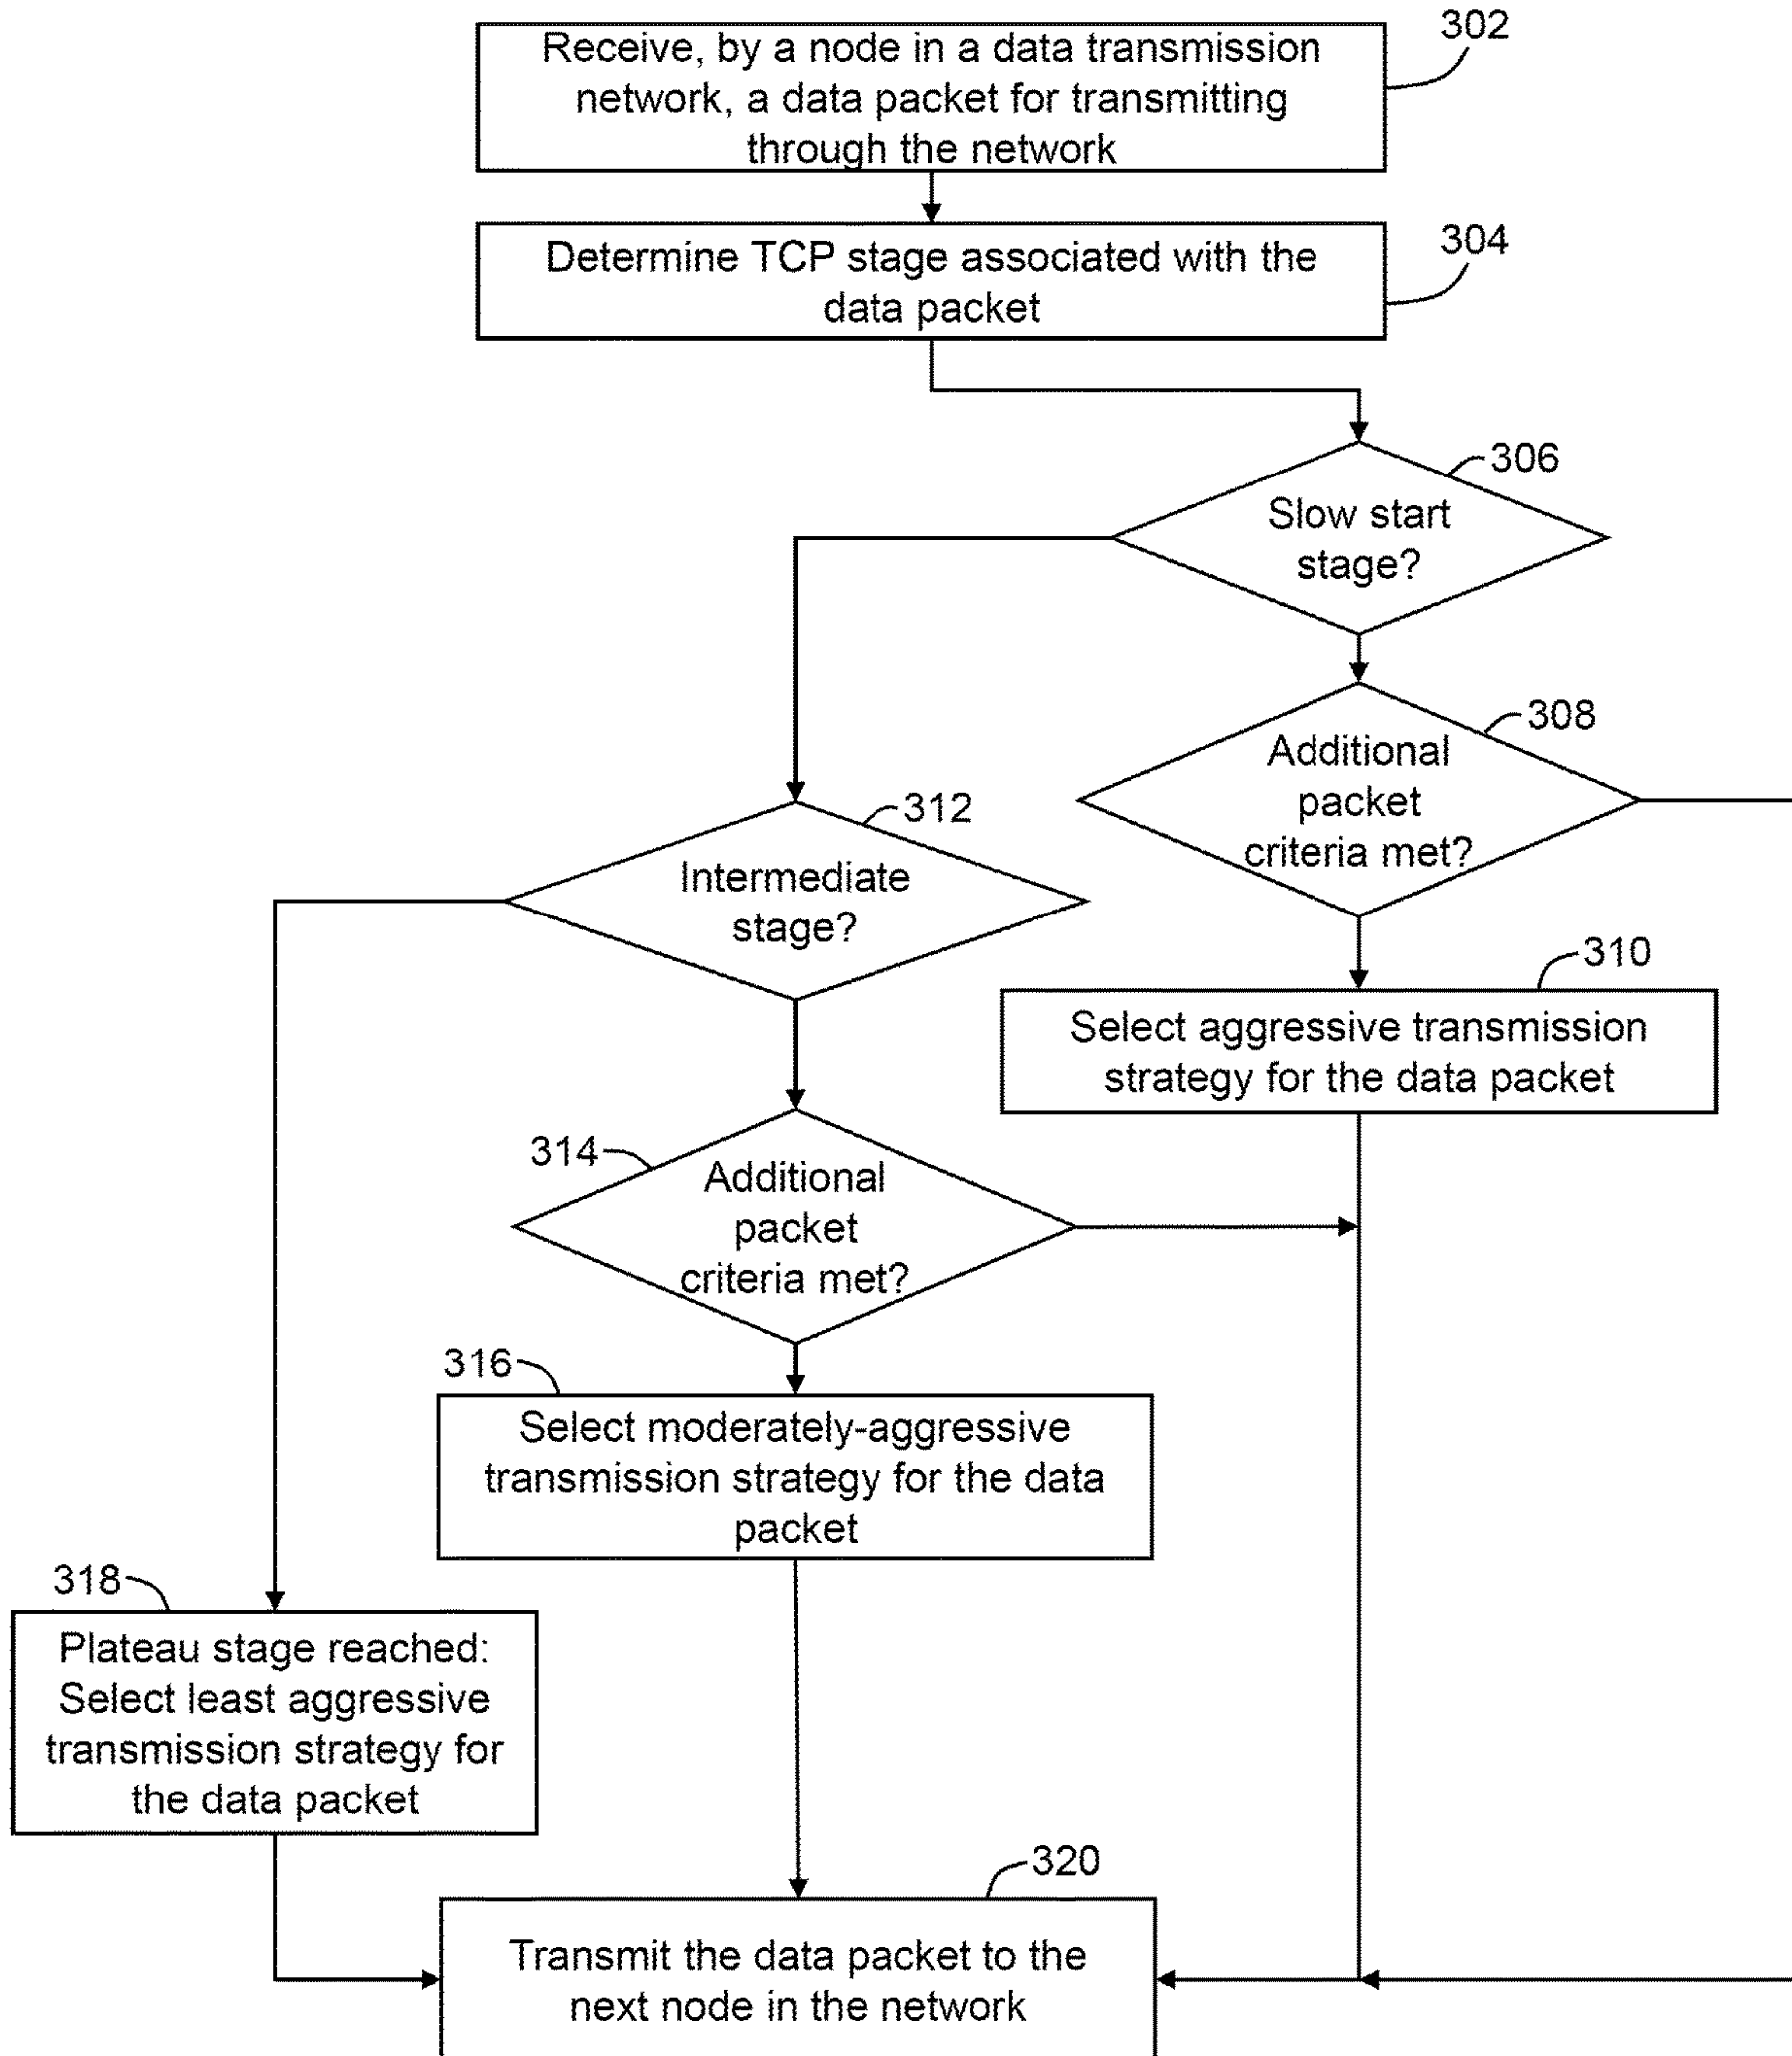 302
Receive, by a node in a data transmission
network, a data packet for transmitting
through the network
304
Determine TCP stage associated with the
data packet
306
Slow start
stage?
308
Additional
packet
criteria met?
312
Intermediate
stage?
310
Select aggressive transmission
strategy for the data packet
314
Additional
packet
criteria met?
316
Select moderately-aggressive
transmission strategy for the data
packet
318
Plateau stage reached:
Select least aggressive
transmission strategy for
the data packet
320
Transmit the data packet to the
next node in the network